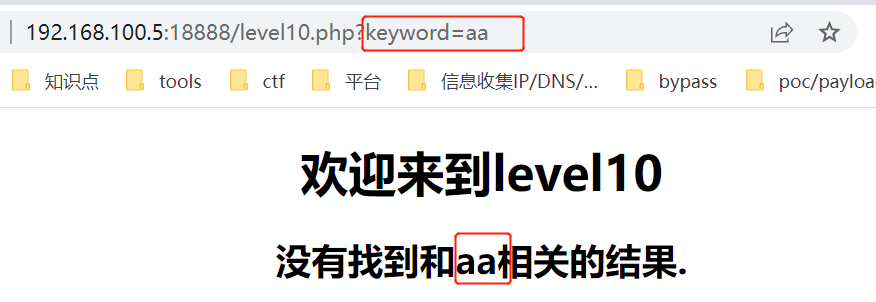 192.168.100.5:18888/level10.php?keyword=aa
知识点 tools ctf 平台 信息收集IP/DNS/... bypass poc/payloa
欢迎来到level10
没有找到和aa相关的结果.